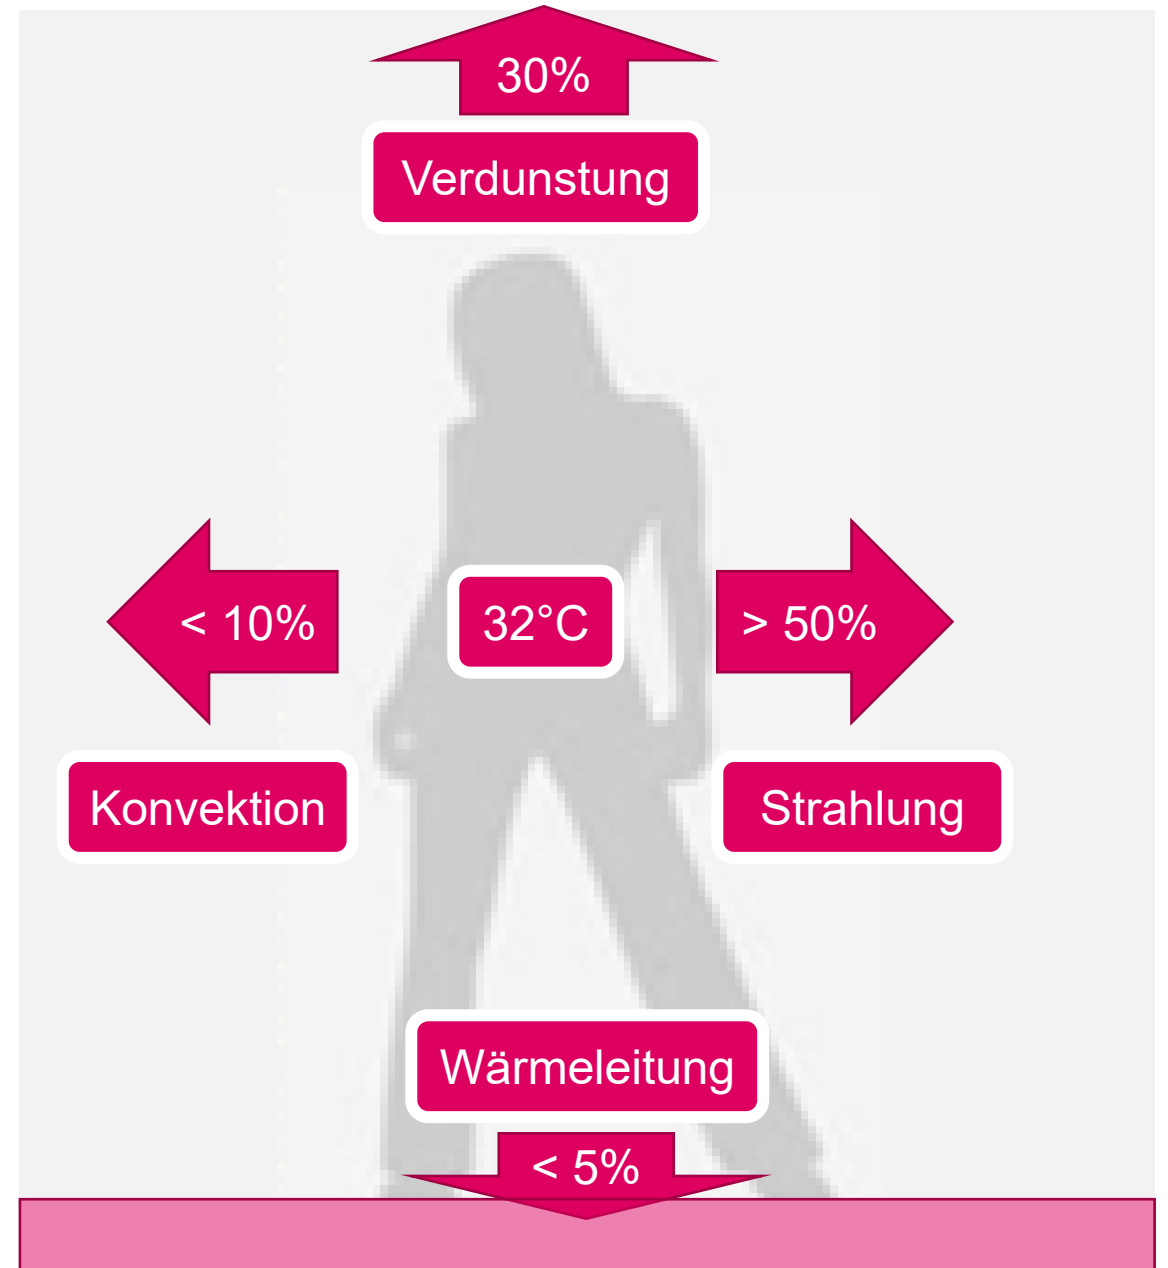 30%
Verdunstung
< 10%
32°C
> 50%
Konvektion
Strahlung
Wärmeleitung
< 5%